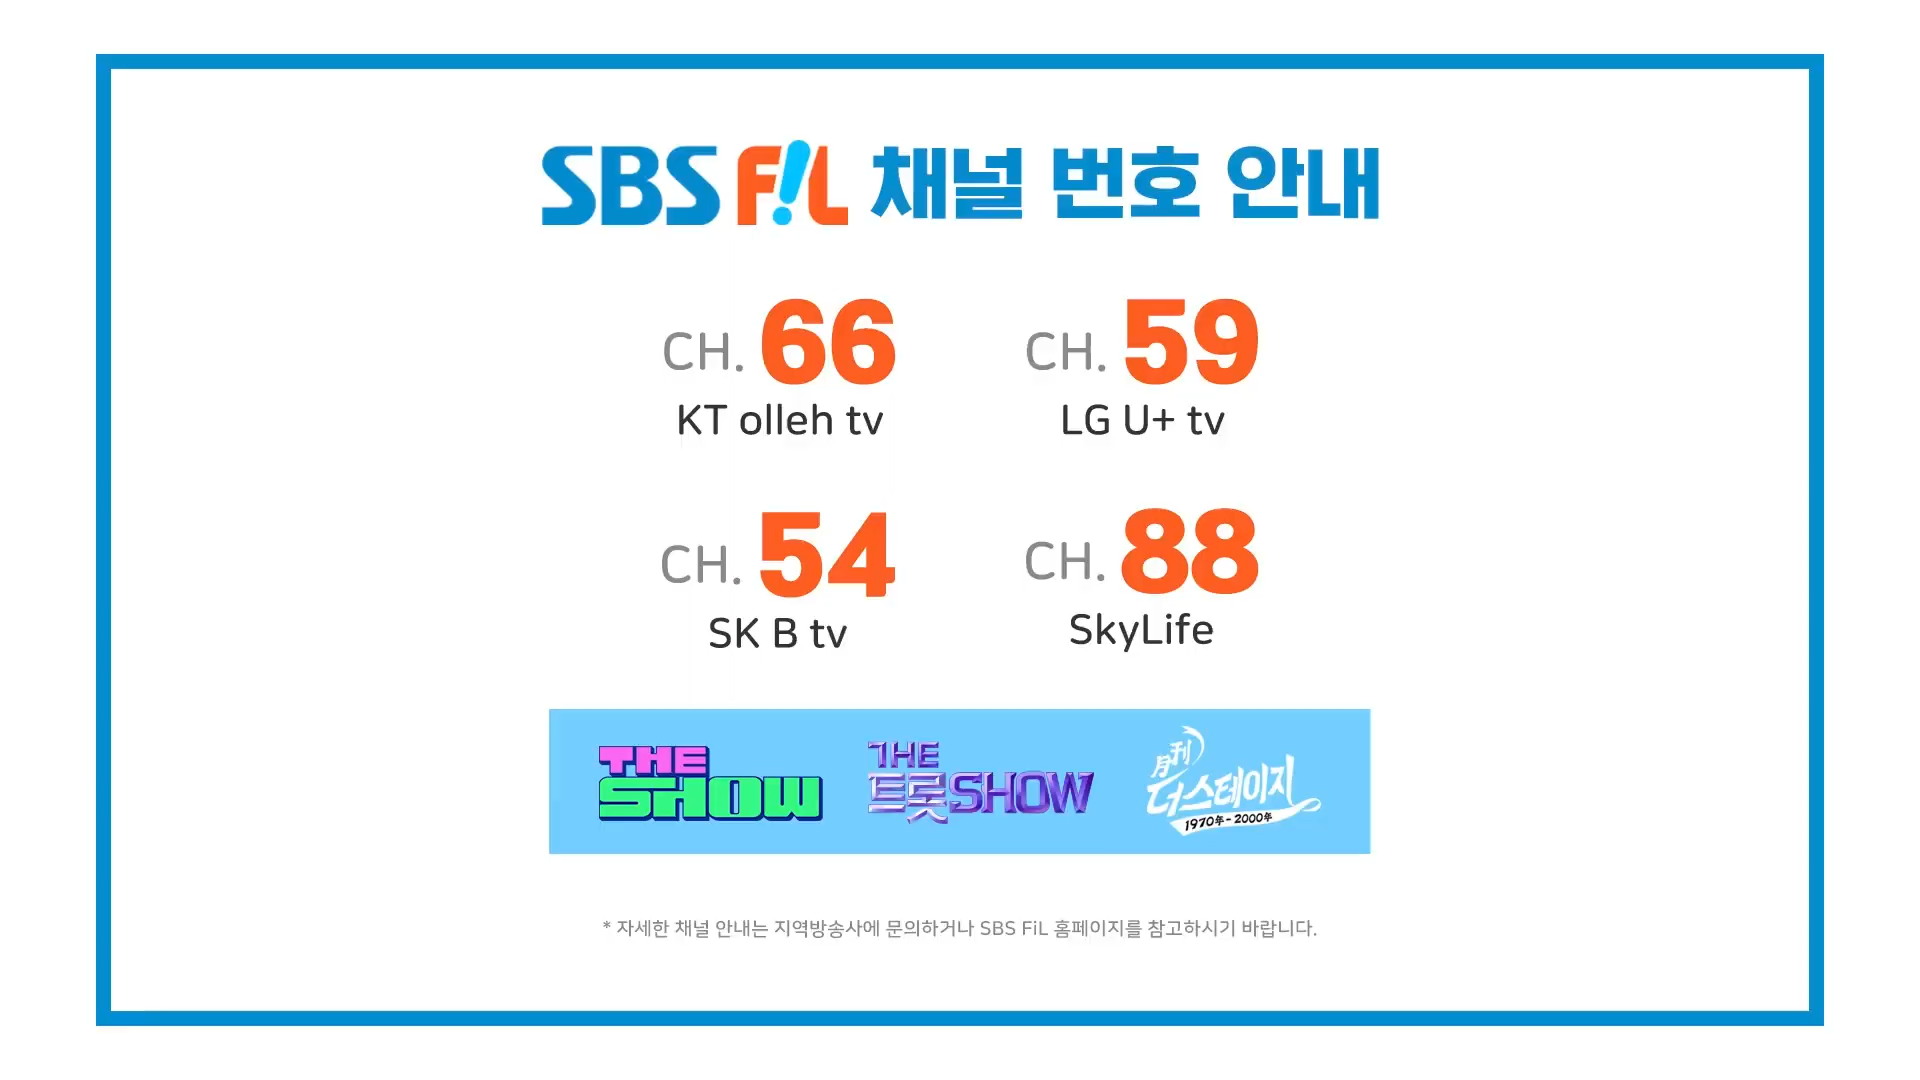 SBS F!L 채널 번호 안내
CH. 66
KT olleh tv
CH. 59
LG U+ tv
CH. 54
SK B tv
CH. 88
SkyLife
THE
SHOW
THE
트롯SHOW
月刊
더스테이지
1970年-2000年
* 자세한 채널 안내는 지역방송사에 문의하거나 SBS FiL 홈페이지를 참고하시기 바랍니다.